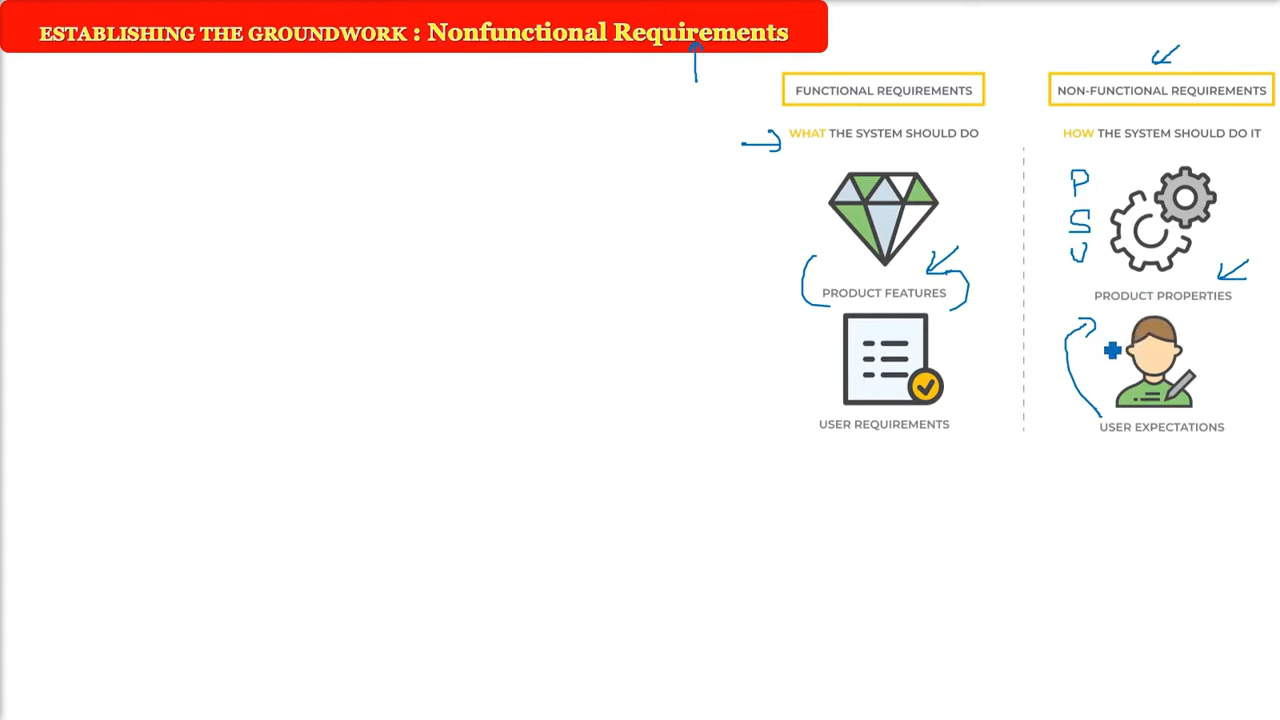 ESTABLISHING THE GROUNDWORK : Nonfunctional Requirements
FUNCTIONAL REQUIREMENTS
WHAT THE SYSTEM SHOULD DO
PRODUCT FEATURES
USER REQUIREMENTS
NON-FUNCTIONAL REQUIREMENTS
HOW THE SYSTEM SHOULD DO IT
P
S
U
PRODUCT PROPERTIES
USER EXPECTATIONS